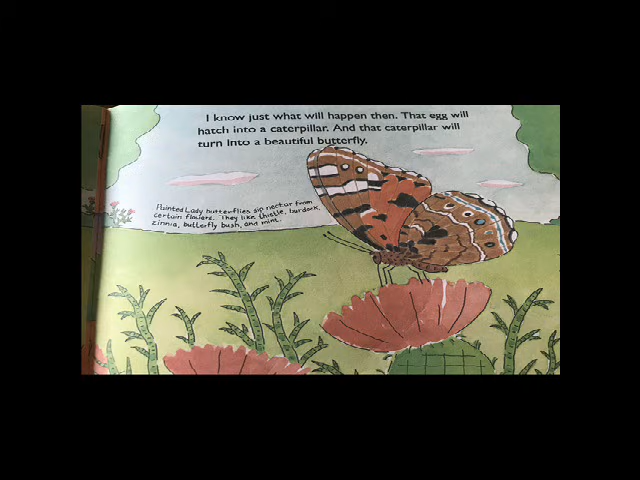 I know just what will happen then. That egg will
hatch into a caterpillar. And that caterpillar will
turn into a beautiful butterfly.
Painted Lady butterflies sip nectar from
certain flowers. They like thistle, burdock,
zinnia, butterfly bush, and mint.